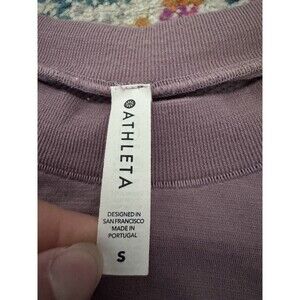 ATHLETA
DESIGNED IN
SAN FRANCISCO
MADE IN
PORTUGAL
S